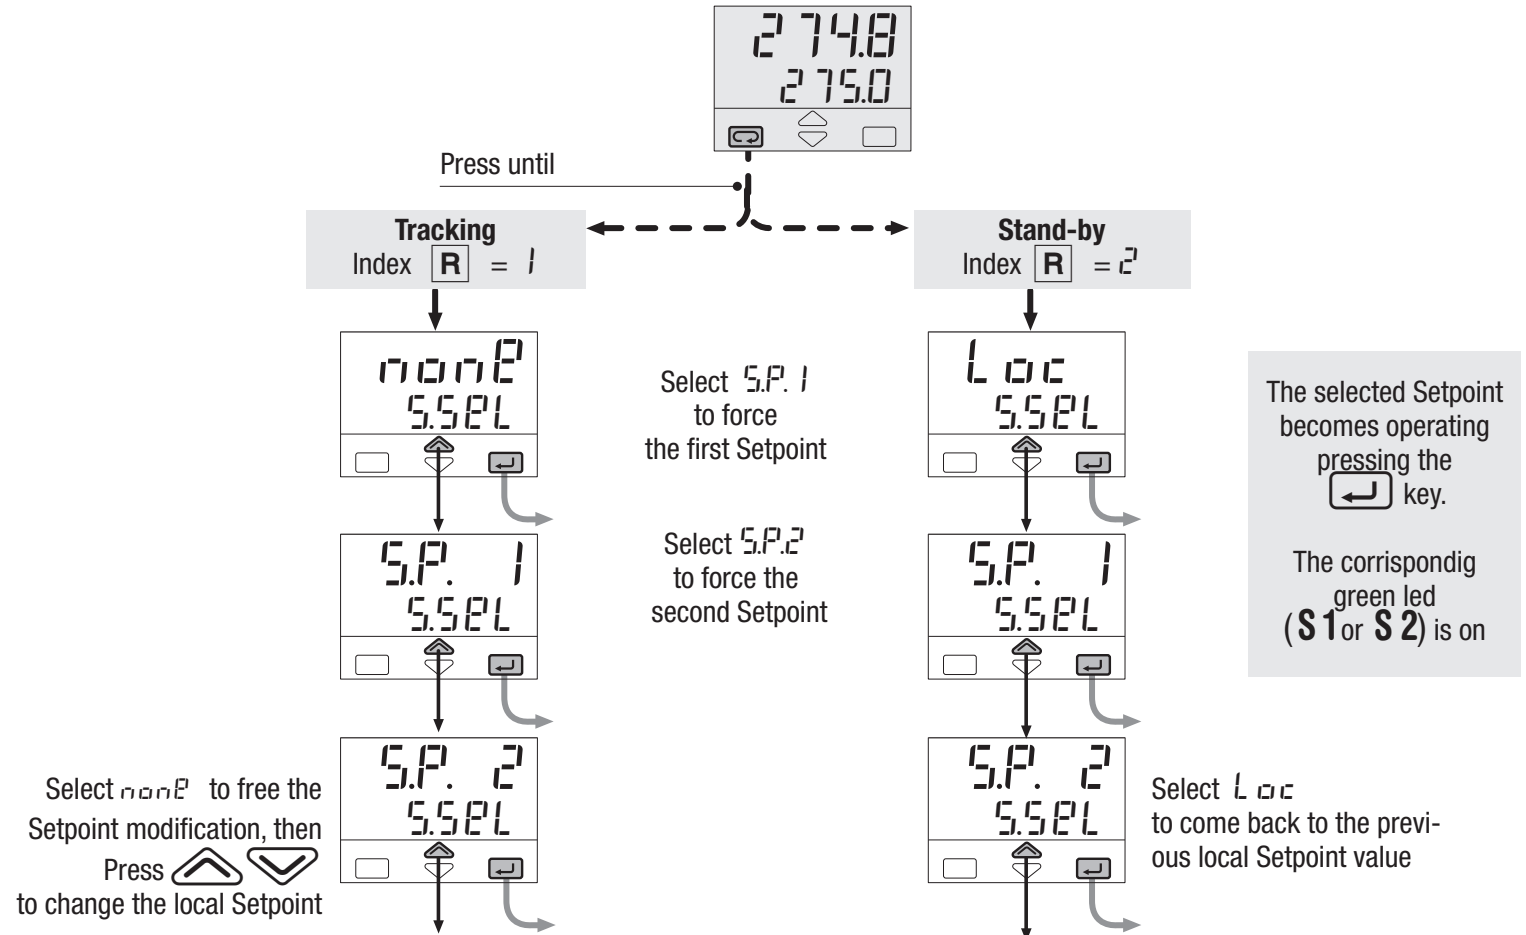 274.8
275.0
Press until
Tracking
Index R = 1
Stand-by
Index R = 2
nonE
S.SEL
Select S.P. 1
to force
the first Setpoint
Loc
S.SEL
The selected Setpoint
becomes operating
pressing the
key.
The corrispondig
green led
(S 1 or S 2) is on
S.P. 1
S.SEL
Select S.P.2
to force the
second Setpoint
S.P. 1
S.SEL
Select nonE to free the
Setpoint modification, then
Press
to change the local Setpoint
S.P. 2
S.SEL
S.P. 2
S.SEL
Select Loc
to come back to the previ-
ous local Setpoint value